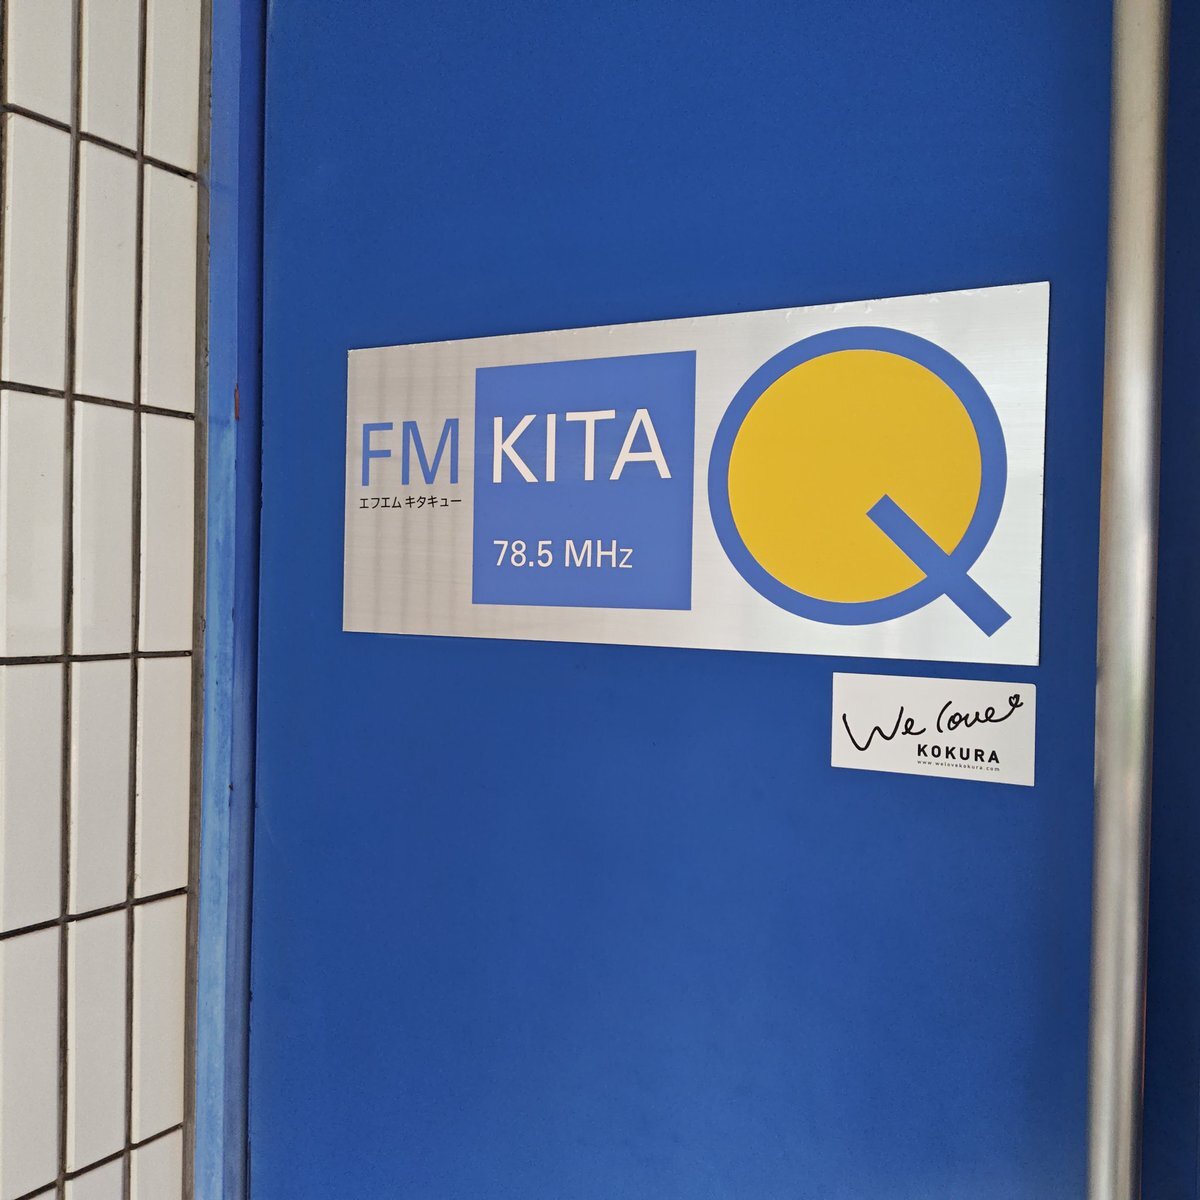 FM KITA Q
エフエム キタキュー
78.5 MHz
We love
KOKURA
www.welovekokura.com